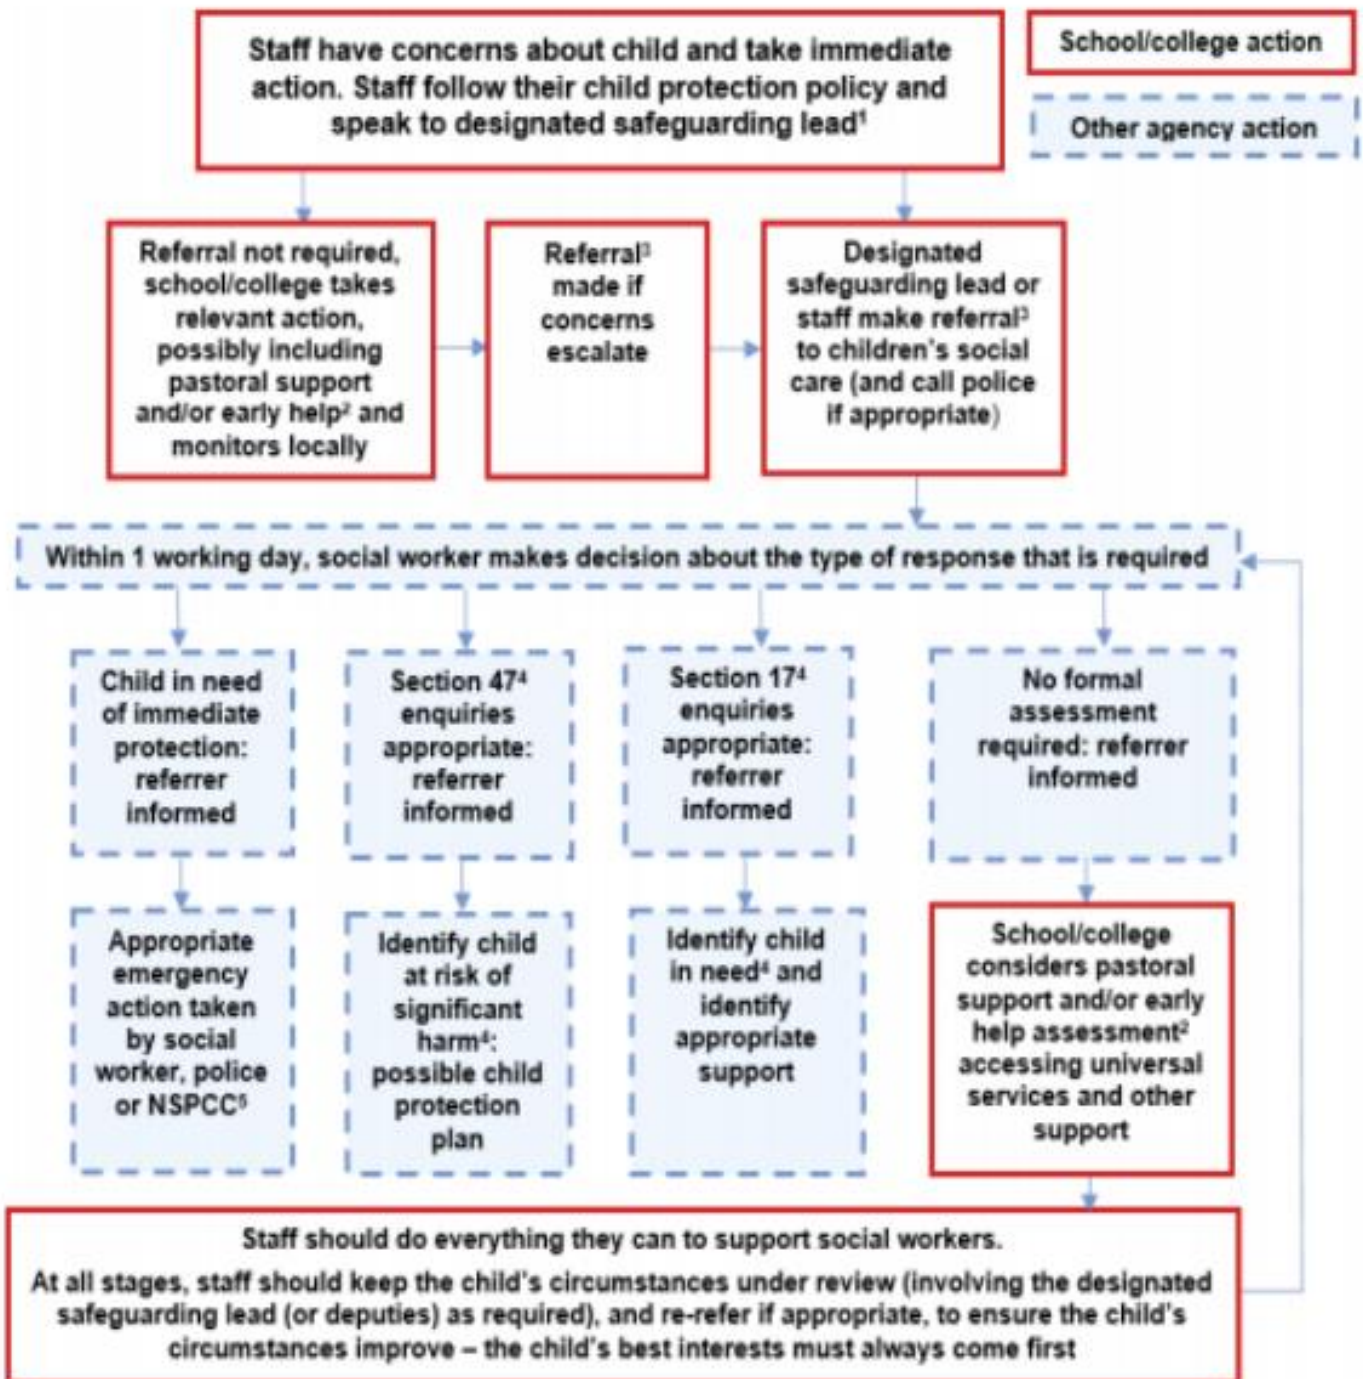 Staff have concerns about child and take immediate
action. Staff follow their child protection policy and
speak to designated safeguarding lead¹
School/college action
Other agency action
Referral not required,
school/college takes
relevant action,
possibly including
pastoral support
and/or early help² and
monitors locally
Referral³
made if
concerns
escalate
Designated
safeguarding lead or
staff make referral³
to children's social
care (and call police
if appropriate)
Within 1 working day, social worker makes decision about the type of response that is required
Child in need
of immediate
protection:
referrer
informed
Section 47⁴
enquiries
appropriate:
referrer
informed
Section 17⁴
enquiries
appropriate:
referrer
informed
No formal
assessment
required: referrer
informed
Appropriate
emergency
action taken
by social
worker, police
or NSPCC⁵
Identify child
at risk of
significant
harm⁴:
possible child
protection
plan
Identify child
in need⁴ and
identify
appropriate
support
School/college
considers pastoral
support and/or early
help assessment²
accessing universal
services and other
support
Staff should do everything they can to support social workers.
At all stages, staff should keep the child's circumstances under review (involving the designated
safeguarding lead (or deputies) as required), and re-refer if appropriate, to ensure the child's
circumstances improve – the child's best interests must always come first